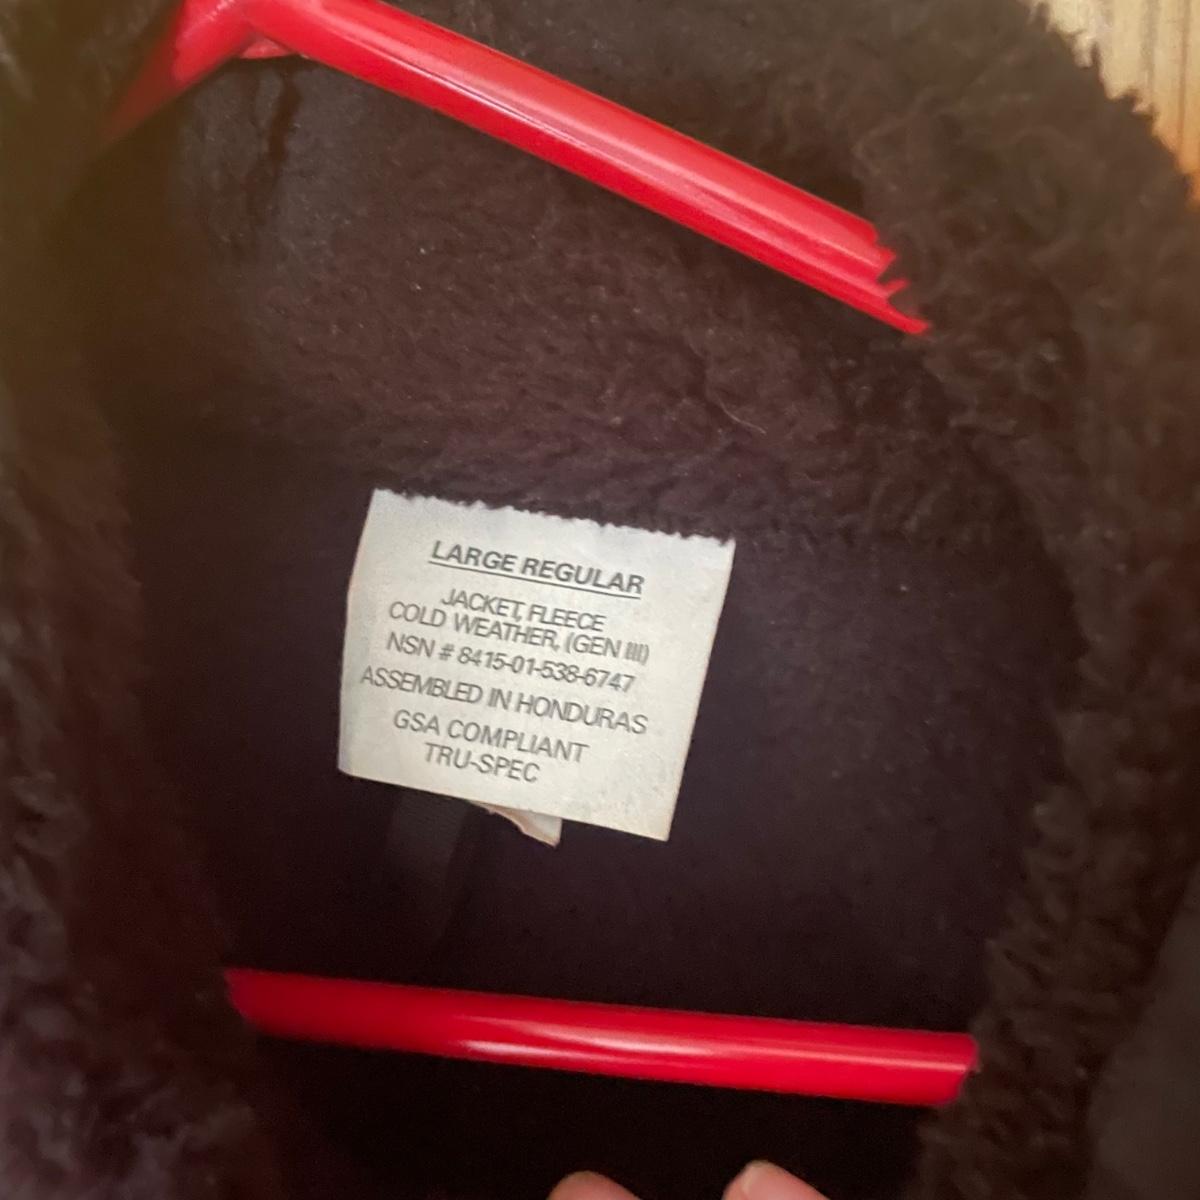 LARGE REGULAR
JACKET, FLEECE
COLD WEATHER, (GEN III)
NSN # 8415-01-538-6747
ASSEMBLED IN HONDURAS
GSA COMPLIANT
TRU-SPEC